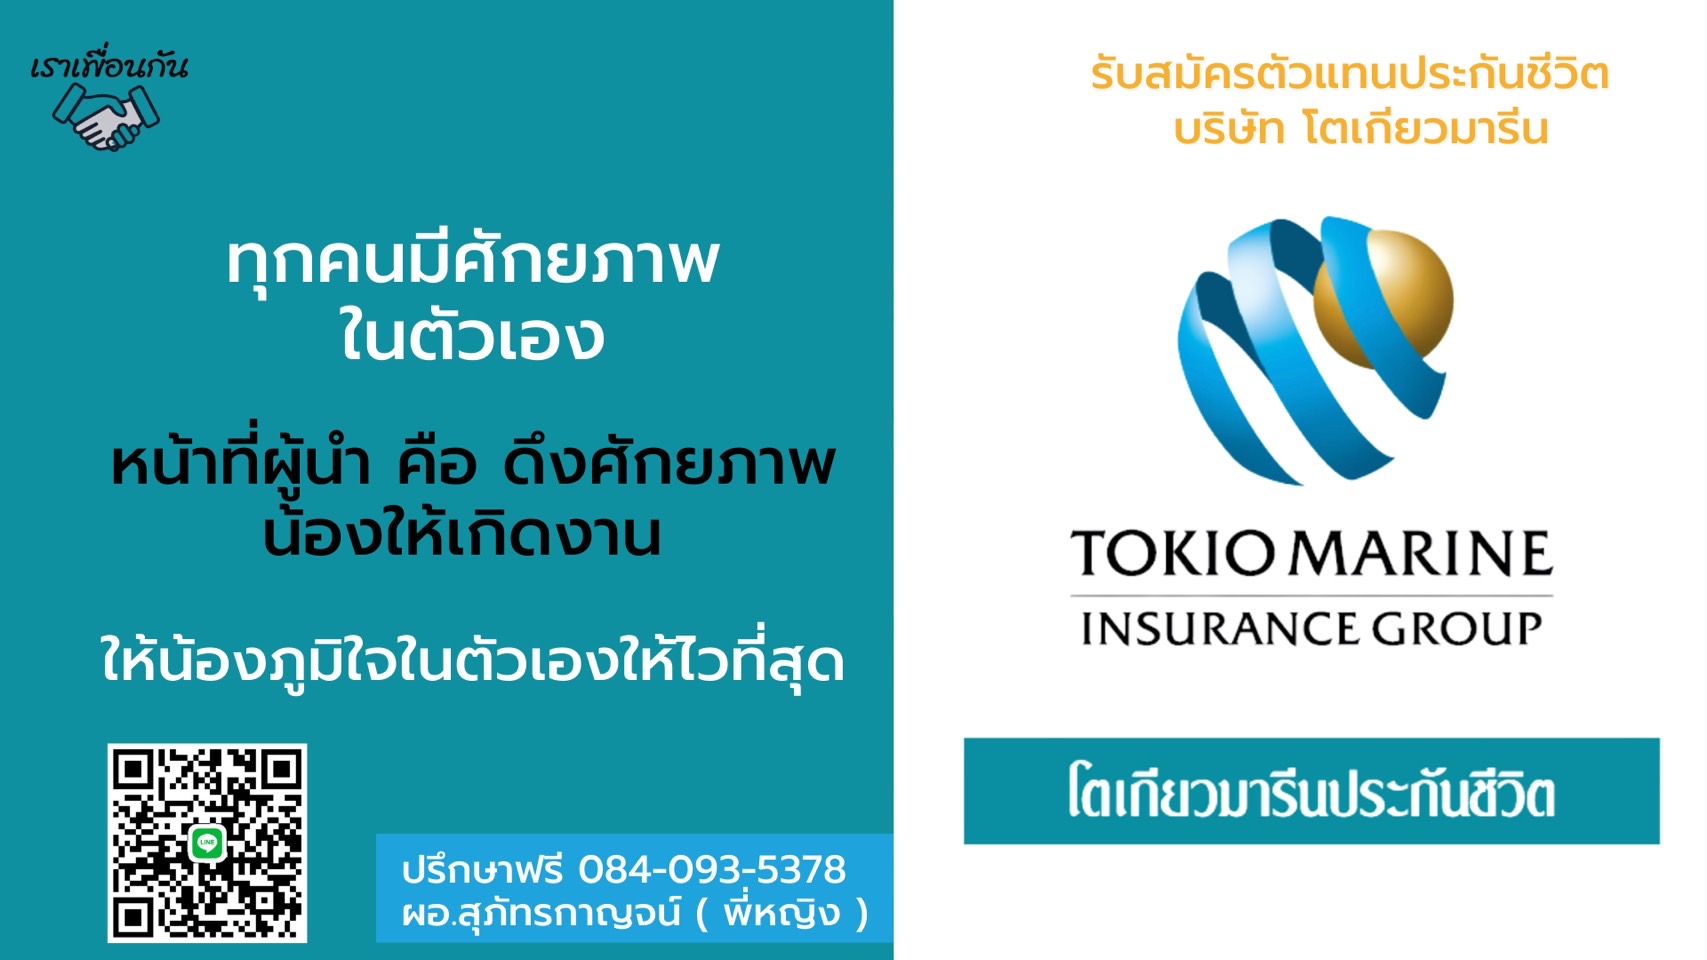 เราเพื่อนกัน
ทุกคนมีศักยภาพ
ในตัวเอง
หน้าที่ผู้นำ คือ ดึงศักยภาพ
น้องให้เกิดงาน
ให้น้องภูมิใจในตัวเองให้ไวที่สุด
LINE
ปรึกษาฟรี 084-093-5378
ผอ.สุภัทรกาญจน์ ( พี่หญิง )
รับสมัครตัวแทนประกันชีวิต
บริษัท โตเกียวมารีน
TOKIO MARINE
INSURANCE GROUP
โตเกียวมารีนประกันชีวิต